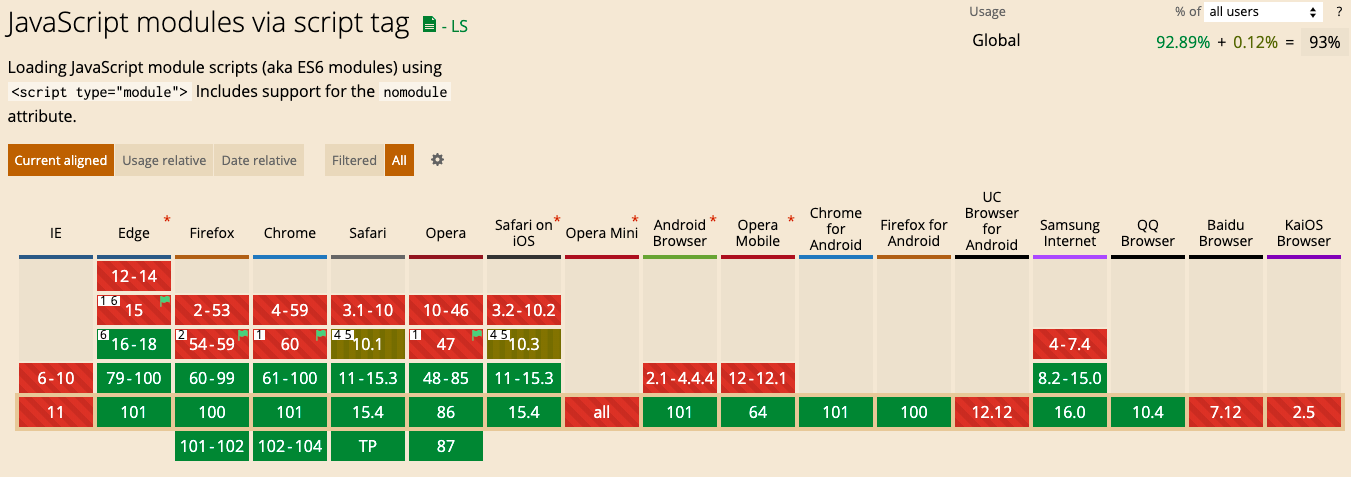 JavaScript modules via script tag - LS
Usage % of all users ?
Global 92.89% + 0.12% = 93%
Loading JavaScript module scripts (aka ES6 modules) using
<script type="module"> Includes support for the nomodule
attribute.
Current aligned Usage relative Date relative Filtered All
IE Edge * Firefox Chrome Safari Opera Safari on iOS * Opera Mini * Android Browser * Opera Mobile * Chrome for Android Firefox for Android UC Browser for Android Samsung Internet QQ Browser Baidu Browser KaiOS Browser
12-14
1 6 15 2-53 4-59 3.1-10 10-46 3.2-10.2
6 16-18 2 54-59 1 60 4 5 10.1 1 47 4 5 10.3 4-7.4
6-10 79-100 60-99 61-100 11-15.3 48-85 11-15.3 2.1-4.4.4 12-12.1 8.2-15.0
11 101 100 101 15.4 86 15.4 all 101 64 101 100 12.12 16.0 10.4 7.12 2.5
101-102 102-104 TP 87